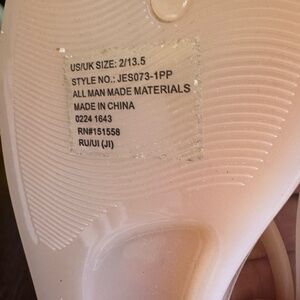 US/UK SIZE: 2/13.5
STYLE NO.: JES073-1PP
ALL MAN MADE MATERIALS
MADE IN CHINA
0224 1643
RN#151558
RU/UI (JI)